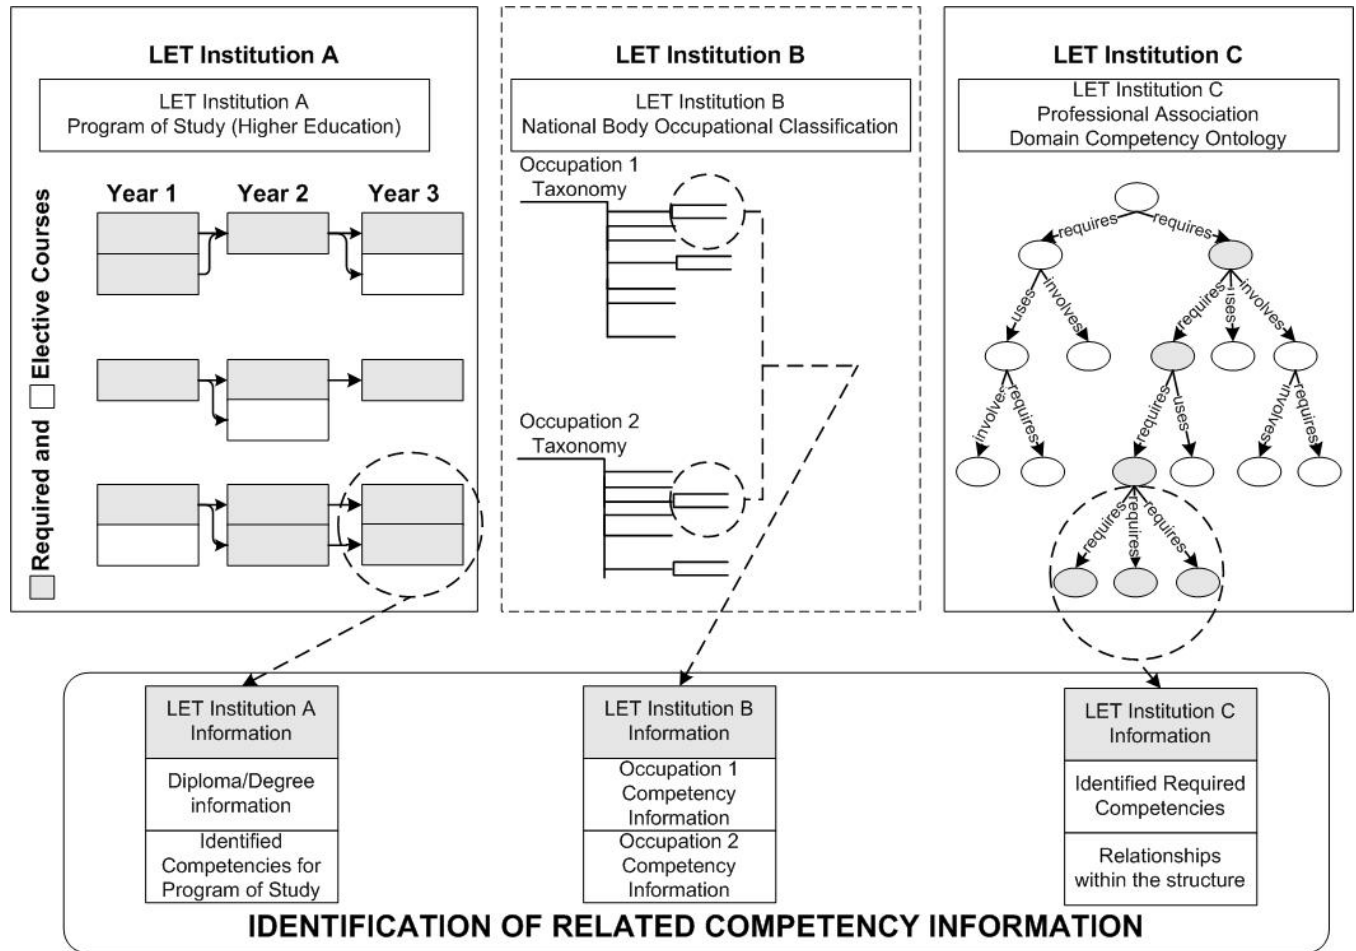 LET Institution A
LET Institution A
Program of Study (Higher Education)
Required and
Elective Courses
Year 1
Year 2
Year 3
LET Institution B
LET Institution B
National Body Occupational Classification
Occupation 1
Taxonomy
Occupation 2
Taxonomy
LET Institution C
LET Institution C
Professional Association
Domain Competency Ontology
requires
requires
uses
involves
requires
uses
involves
involves
requires
requires
uses
involves
requires
requires
requires
requires
LET Institution A
Information
Diploma/Degree
information
Identified
Competencies for
Program of Study
LET Institution B
Information
Occupation 1
Competency
Information
Occupation 2
Competency
Information
LET Institution C
Information
Identified Required
Competencies
Relationships
within the structure
IDENTIFICATION OF RELATED COMPETENCY INFORMATION